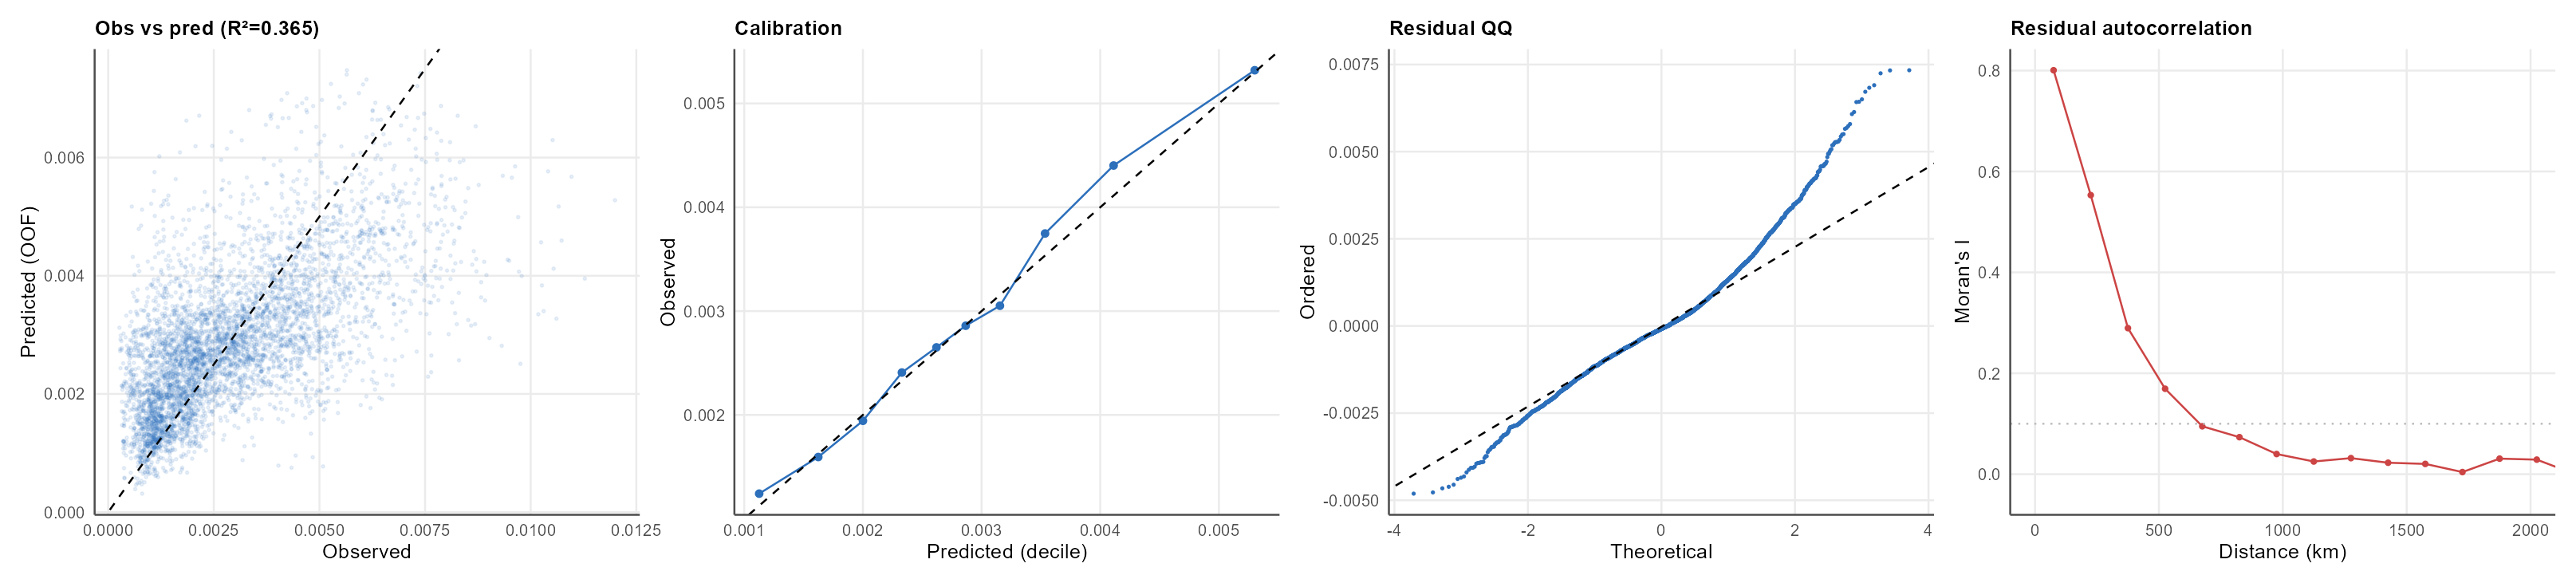 Obs vs pred (R²=0.365)
Predicted (OOF)
0.006
0.004
0.002
0.000
0.0000 0.0025 0.0050 0.0075 0.0100 0.0125
Observed
Calibration
Observed
0.005
0.004
0.003
0.002
0.001 0.002 0.003 0.004 0.005
Predicted (decile)
Residual QQ
Ordered
0.0075
0.0050
0.0025
0.0000
-0.0025
-0.0050
-4 -2 0 2 4
Theoretical
Residual autocorrelation
Moran's I
0.8
0.6
0.4
0.2
0.0
0 500 1000 1500 2000
Distance (km)